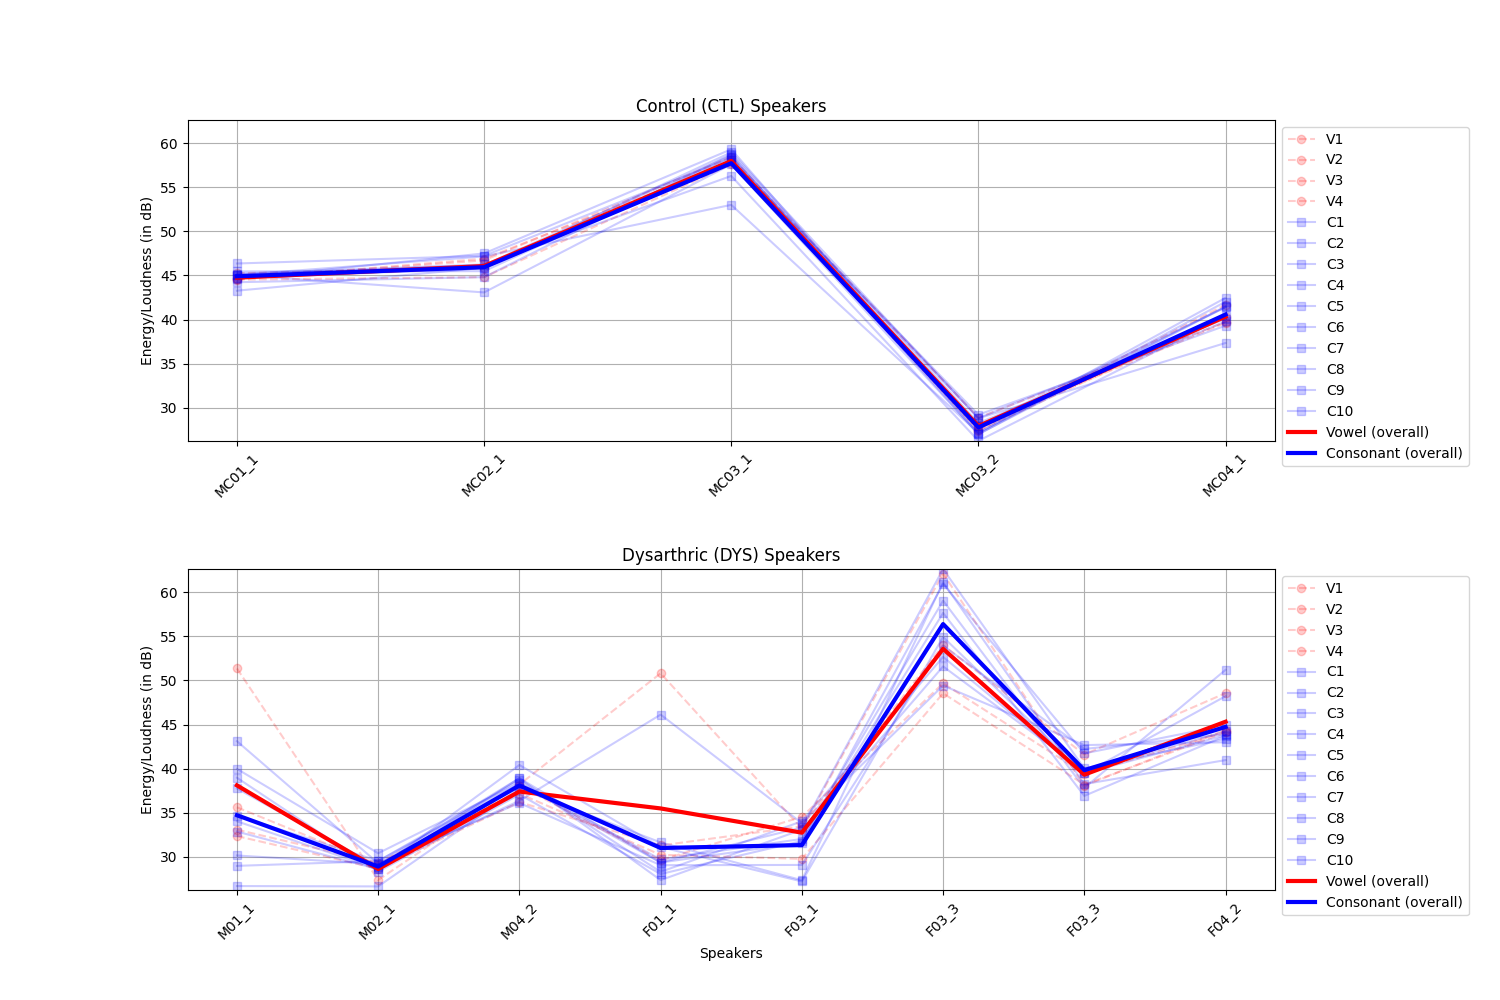 Control (CTL) Speakers
Energy/Loudness (in dB)
60
55
50
45
40
35
30
MC01_1
MC02_1
MC03_1
MC03_2
MC04_1
V1
V2
V3
V4
C1
C2
C3
C4
C5
C6
C7
C8
C9
C10
Vowel (overall)
Consonant (overall)
Dysarthric (DYS) Speakers
Energy/Loudness (in dB)
60
55
50
45
40
35
30
M01_1
M02_1
M04_2
F01_1
F03_1
F03_3
F03_3
F04_2
Speakers
V1
V2
V3
V4
C1
C2
C3
C4
C5
C6
C7
C8
C9
C10
Vowel (overall)
Consonant (overall)